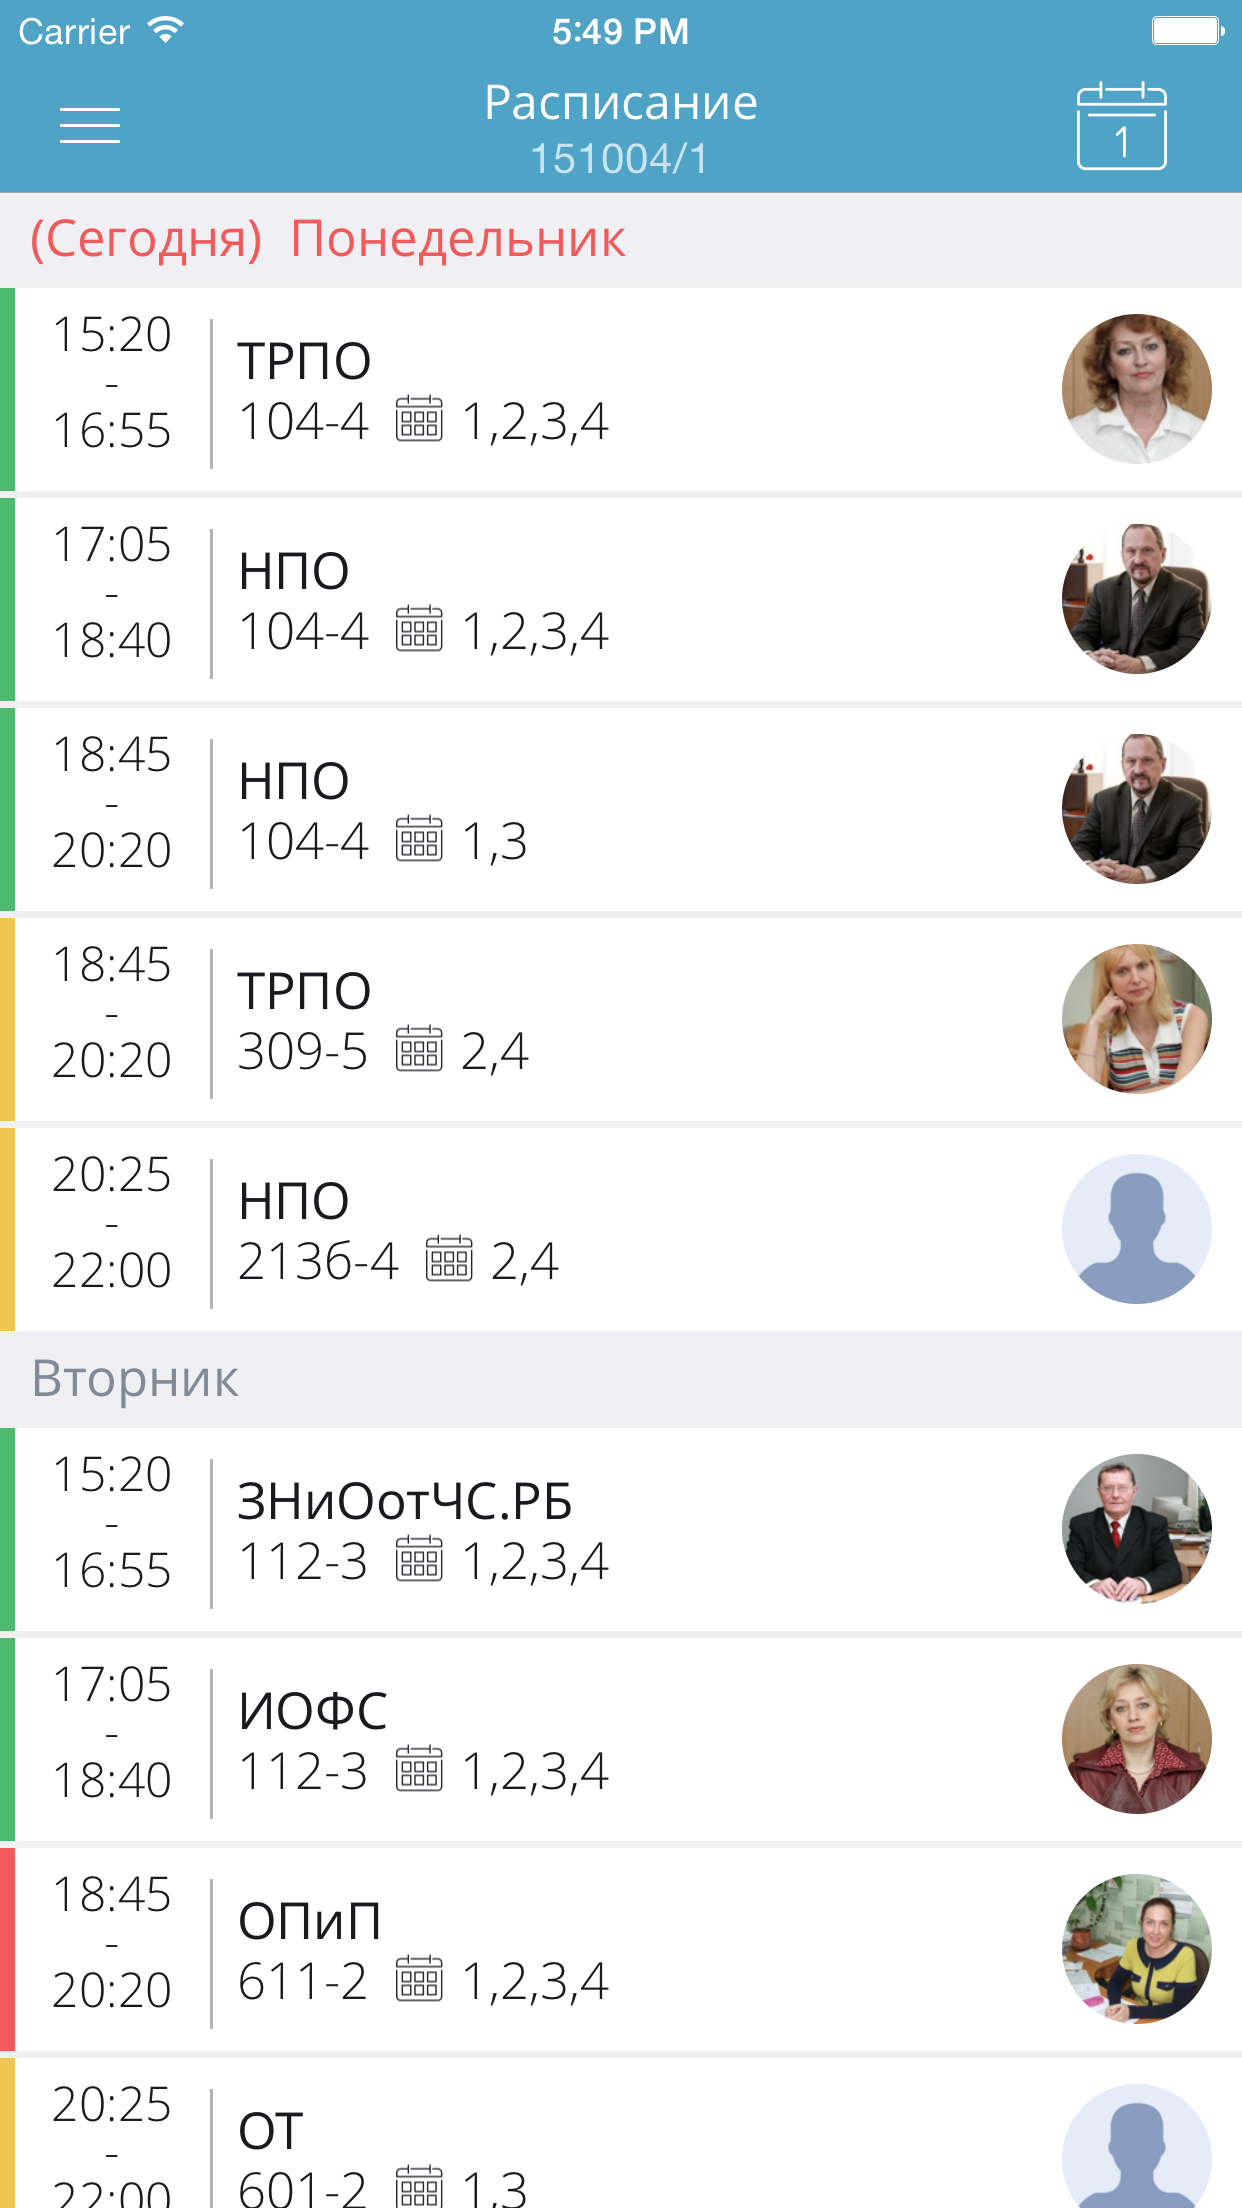 Carrier 5:49 PM
Расписание
151004/1
1
(Сегодня) Понедельник
15:20
-
16:55
ТРПО
104-4 1,2,3,4
17:05
-
18:40
НПО
104-4 1,2,3,4
18:45
-
20:20
НПО
104-4 1,3
18:45
-
20:20
ТРПО
309-5 2,4
20:25
-
22:00
НПО
2136-4 2,4
Вторник
15:20
-
16:55
ЗНиОотЧС.РБ
112-3 1,2,3,4
17:05
-
18:40
ИОФС
112-3 1,2,3,4
18:45
-
20:20
ОПиП
611-2 1,2,3,4
20:25
-
22:00
ОТ
601-2 1,3